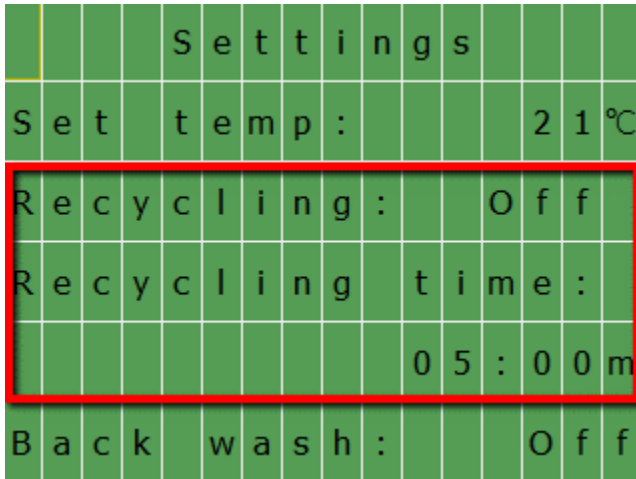 Settings
Set temp: 21℃
Recycling: Off
Recycling time:
05:00m
Back wash: Off